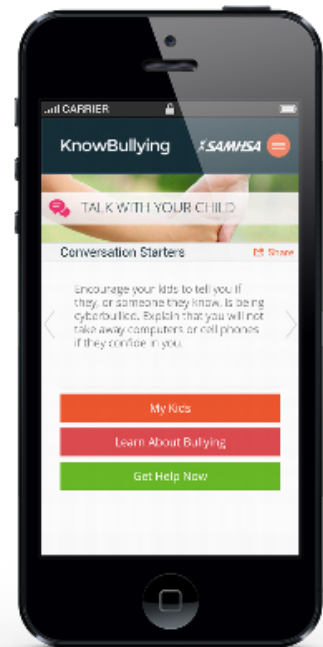 CARRIER
KnowBullying
SAMHSA
TALK WITH YOUR CHILD
Conversation Starters
Share
Encourage your kids to tell you if
they, or someone they know, is being
cyberbullied. Explain that you will not
take away computers or cell phones
if they confide in you.
My Kids
Learn About Bullying
Get Help Now